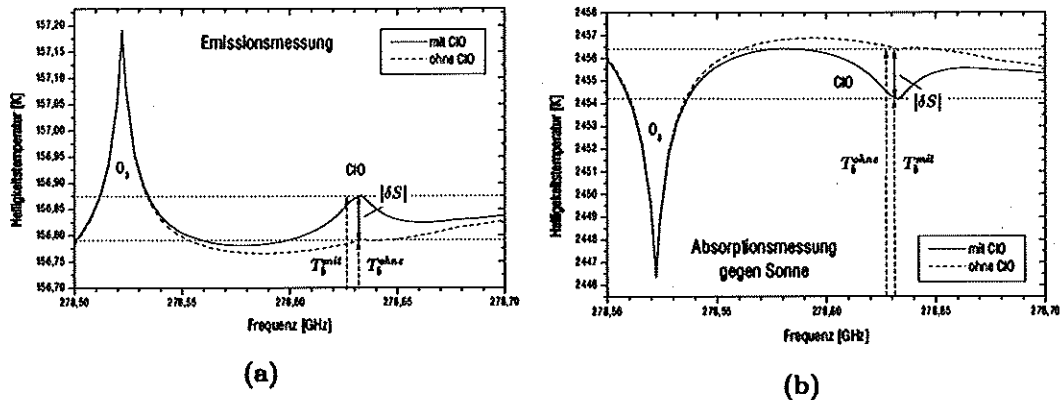 157,20
157,15
157,10
157,05
157,00
156,95
156,90
156,85
156,80
156,75
156,70
Helligkeitstemperatur [K]
Emissionsmessung
mit ClO
ohne ClO
O₃
ClO
|δS|
T_b^mit T_b^ohne
278,50 278,55 278,60 278,65 278,70
Frequenz [GHz]
(a)
2458
2457
2456
2455
2454
2453
2452
2451
2450
2449
2448
2447
2446
Helligkeitstemperatur [K]
ClO
|δS|
O₃
T_b^ohne T_b^mit
Absorptionsmessung
gegen Sonne
mit ClO
ohne ClO
278,50 278,55 278,60 278,65 278,70
Frequenz [GHz]
(b)